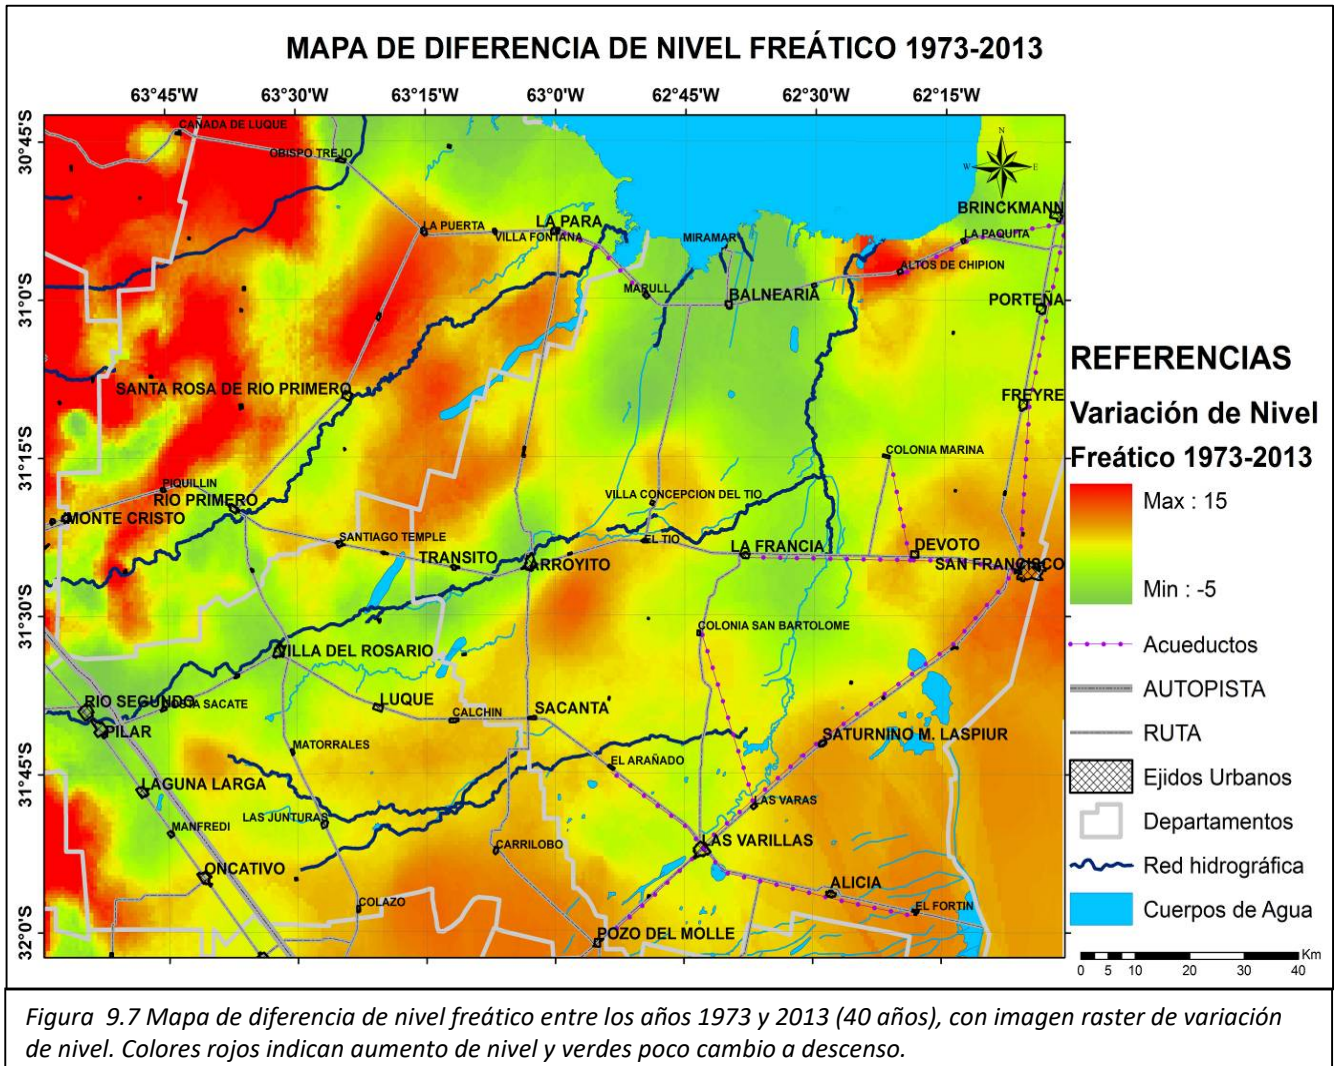 MAPA DE DIFERENCIA DE NIVEL FREÁTICO 1973-2013
63°45'W 63°30'W 63°15'W 63°0'W 62°45'W 62°30'W 62°15'W
30°45'S
31°0'S
31°15'S
31°30'S
31°45'S
32°0'S
CAÑADA DE LUQUE
OBISPO TREJO
LA PUERTA
VILLA FONTANA
LA PARA
MIRAMAR
BRINCKMANN
LA PAQUITA
ALTOS DE CHIPION
MARULL
BALNEARIA
PORTEÑA
SANTA ROSA DE RIO PRIMERO
FREYRE
COLONIA MARINA
PIQUILLIN
RIO PRIMERO
MONTE CRISTO
VILLA CONCEPCION DEL TIO
SANTIAGO TEMPLE
EL TIO
TRANSITO
ARROYITO
LA FRANCIA
DEVOTO
SAN FRANCISCO
COLONIA SAN BARTOLOME
VILLA DEL ROSARIO
RIO SEGUNDO
COSTA SACATE
PILAR
LUQUE
CALCHIN
SACANTA
MATORRALES
SATURNINO M. LASPIUR
EL ARAÑADO
LAGUNA LARGA
LAS JUNTURAS
LAS VARAS
MANFREDI
CARRILOBO
LAS VARILLAS
ONCATIVO
ALICIA
COLAZO
EL FORTIN
POZO DEL MOLLE
N
W E
S
REFERENCIAS
Variación de Nivel
Freático 1973-2013
Max : 15
Min : -5
Acueductos
AUTOPISTA
RUTA
Ejidos Urbanos
Departamentos
Red hidrográfica
Cuerpos de Agua
Km
0 5 10 20 30 40
Figura 9.7 Mapa de diferencia de nivel freático entre los años 1973 y 2013 (40 años), con imagen raster de variación
de nivel. Colores rojos indican aumento de nivel y verdes poco cambio a descenso.